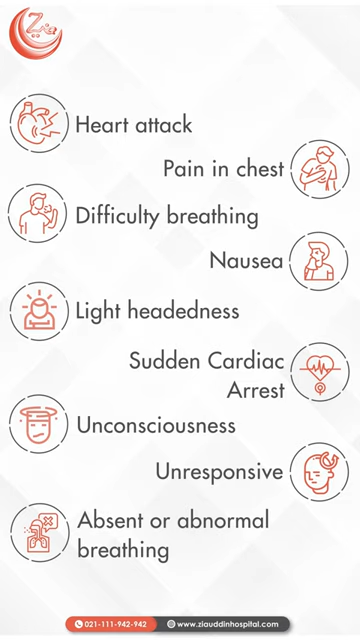 Heart attack
Pain in chest
Difficulty breathing
Nausea
Light headedness
Sudden Cardiac
Arrest
Unconsciousness
Unresponsive
Absent or abnormal
breathing
021-111-942-942 www.ziauddinhospital.com